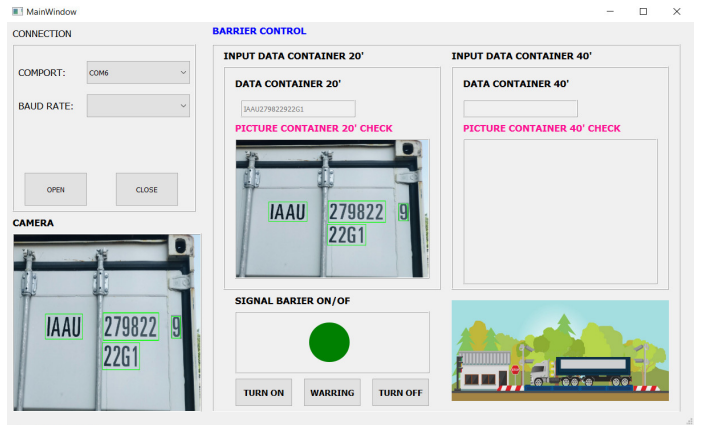 MainWindow
CONNECTION
COMPORT: COM6
BAUD RATE:
OPEN CLOSE
CAMERA
IAAU 279822 9
22G1
BARRIER CONTROL
INPUT DATA CONTAINER 20'
DATA CONTAINER 20'
IAAU279822922G1
PICTURE CONTAINER 20' CHECK
IAAU 279822 9
22G1
SIGNAL BARIER ON/OF
TURN ON WARRING TURN OFF
INPUT DATA CONTAINER 40'
DATA CONTAINER 40'
PICTURE CONTAINER 40' CHECK